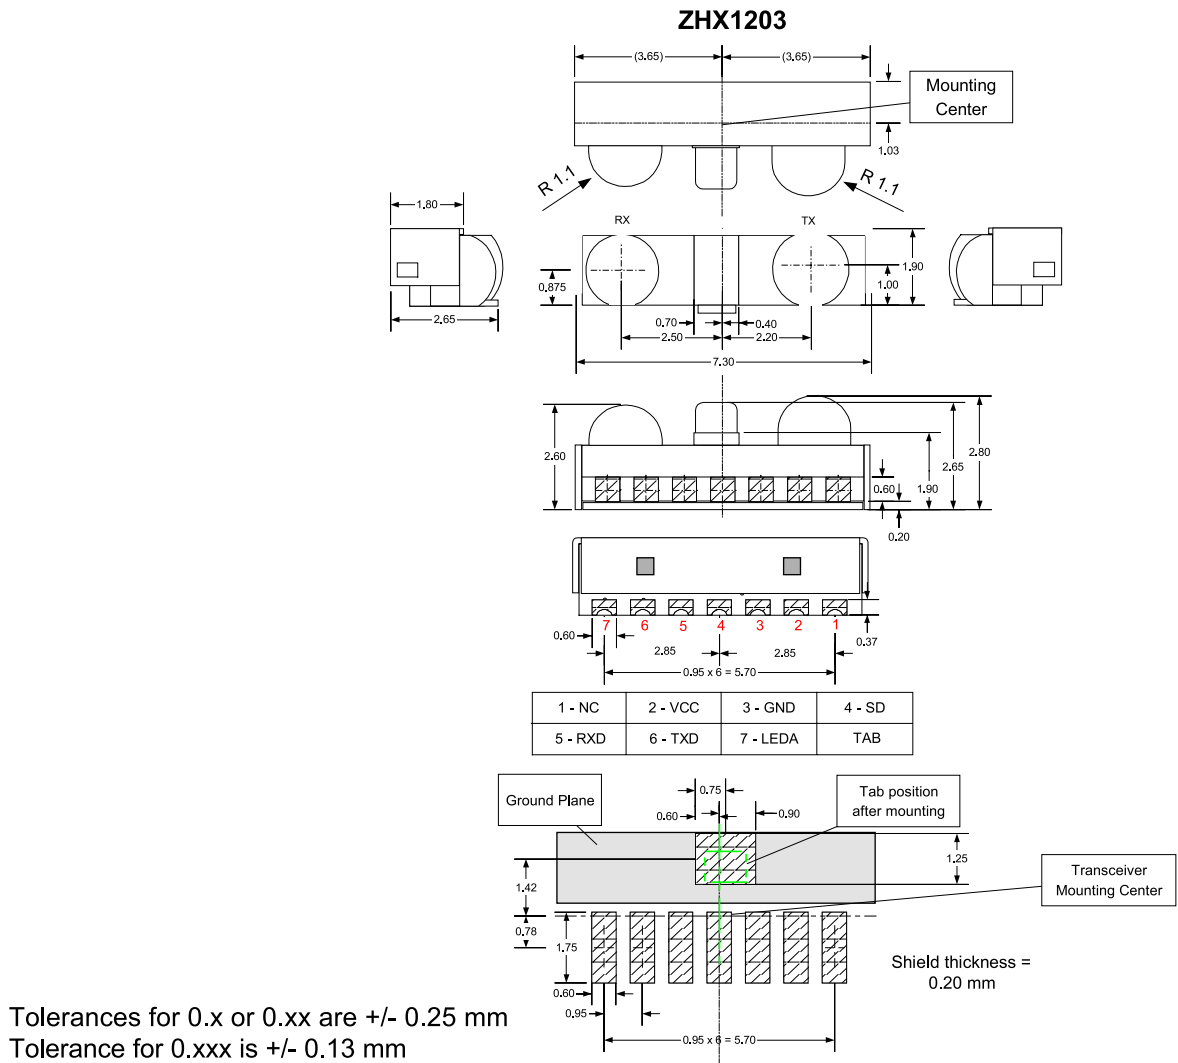 ZHX1203
(3.65)
(3.65)
Mounting
Center
1.03
R 1.1
R 1.1
1.80
RX
TX
1.90
0.875
1.00
2.65
0.70
0.40
2.50
2.20
7.30
2.60
2.80
2.65
0.60
1.90
0.20
7
6
5
4
3
2
1
0.60
0.37
2.85
2.85
0.95 x 6 = 5.70
1 - NC
2 - VCC
3 - GND
4 - SD
5 - RXD
6 - TXD
7 - LEDA
TAB
Ground Plane
0.75
Tab position
after mounting
0.60
0.90
1.25
1.42
Transceiver
Mounting Center
0.78
1.75
Shield thickness =
0.20 mm
0.60
0.95
0.95 x 6 = 5.70
Tolerances for 0.x or 0.xx are +/- 0.25 mm
Tolerance for 0.xxx is +/- 0.13 mm